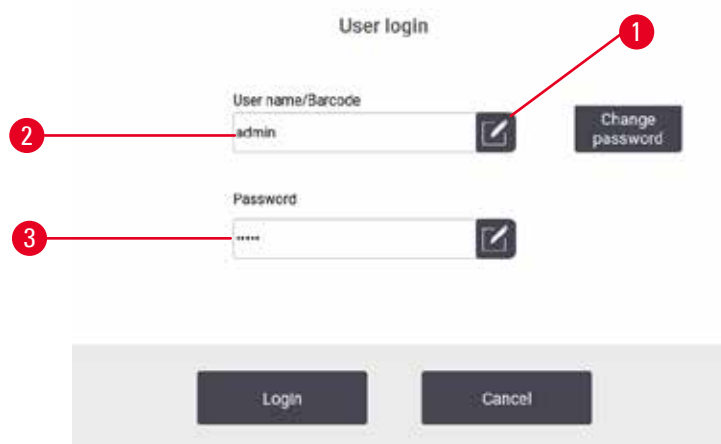 User login
1
User name/Barcode
2
admin
Change
password
Password
3
•••••
Login
Cancel